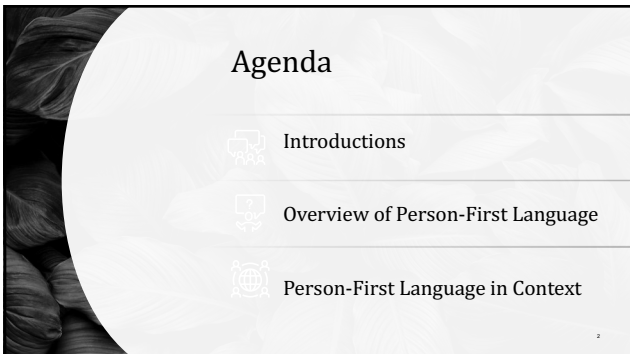 Agenda
Introductions
Overview of Person-First Language
Person-First Language in Context
2